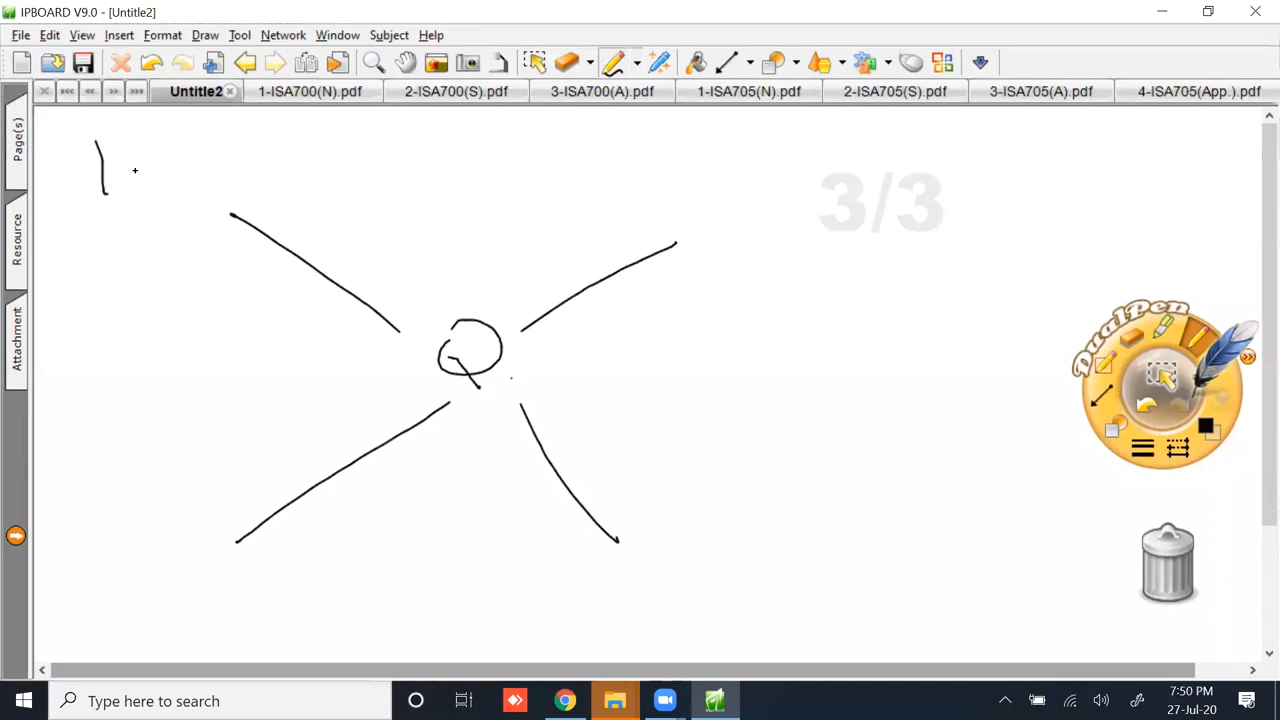 IPBOARD V9.0 - [Untitle2]
File Edit View Insert Format Draw Tool Network Window Subject Help
Untitle2 1-ISA700(N).pdf 2-ISA700(S).pdf 3-ISA700(A).pdf 1-ISA705(N).pdf 2-ISA705(S).pdf 3-ISA705(A).pdf 4-ISA705(App.).pdf
Page(s)
Resource
Attachment
3/3
Q
DualPen
Type here to search
7:50 PM
27-Jul-20